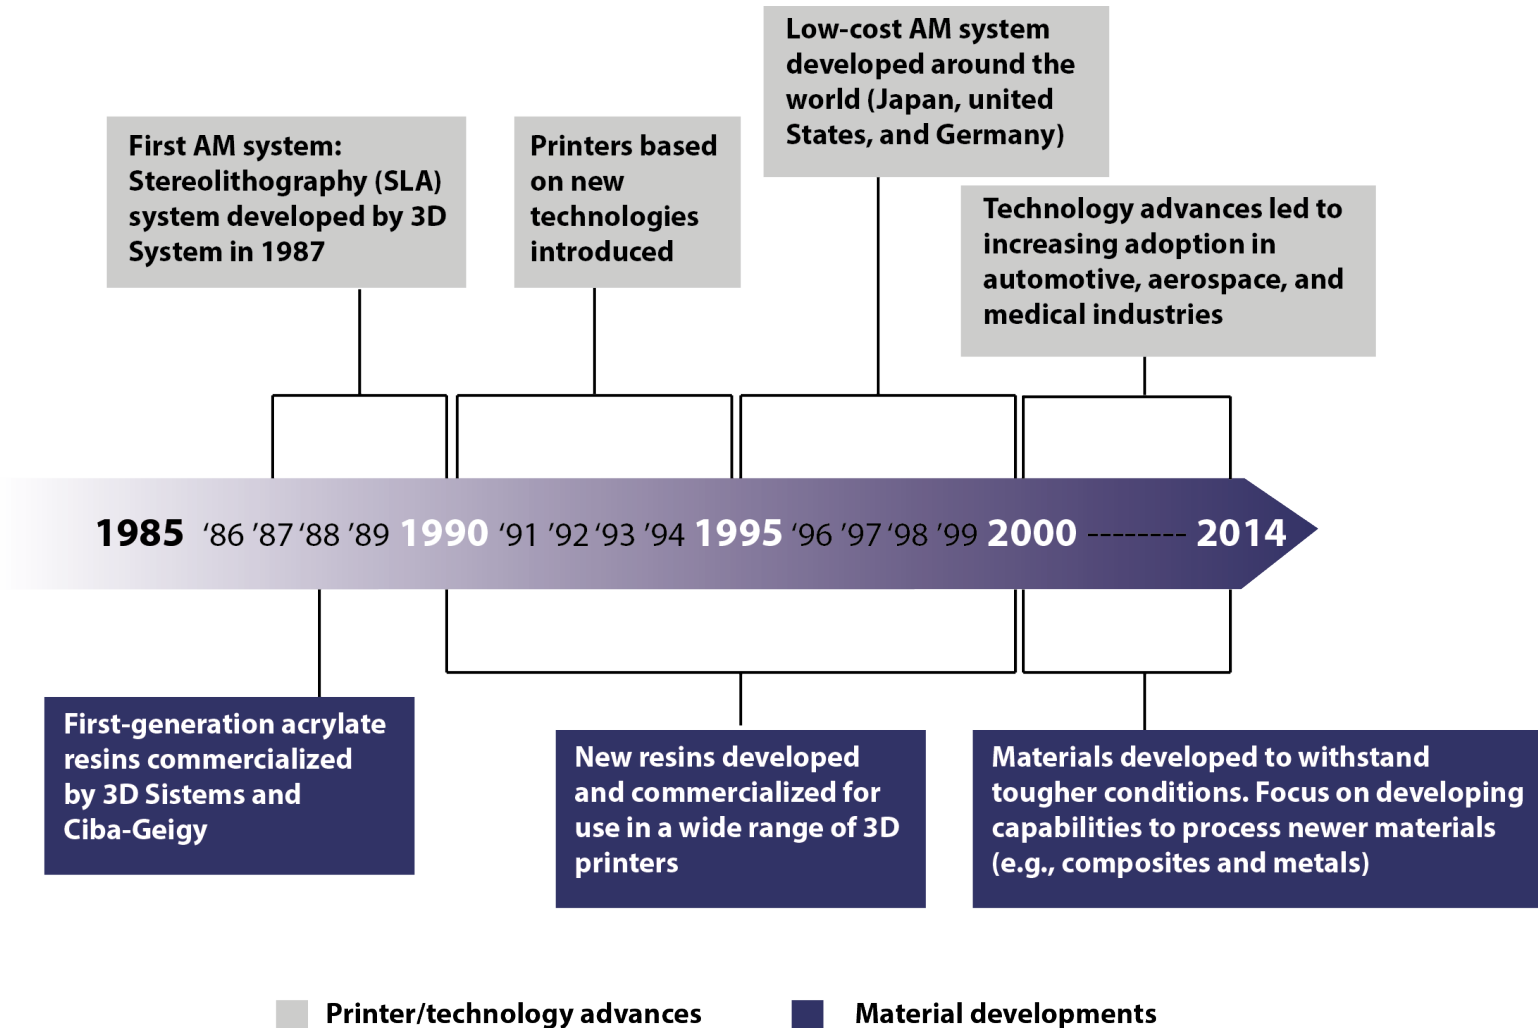 Low-cost AM system
developed around the
world (Japan, united
States, and Germany)
First AM system:
Stereolithography (SLA)
system developed by 3D
System in 1987
Printers based
on new
technologies
introduced
Technology advances led to
increasing adoption in
automotive, aerospace, and
medical industries
1985 ‘86 ’87 ‘88 ’89 1990 ‘91 ’92 ‘93 ’94 1995 ‘96 ’97 ‘98 ’99 2000 -------- 2014
First-generation acrylate
resins commercialized
by 3D Sistems and
Ciba-Geigy
New resins developed
and commercialized for
use in a wide range of 3D
printers
Materials developed to withstand
tougher conditions. Focus on developing
capabilities to process newer materials
(e.g., composites and metals)
Printer/technology advances
Material developments